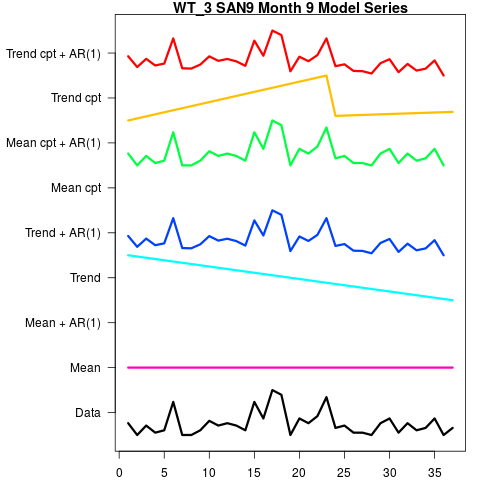 WT_3 SAN9 Month 9 Model Series
Trend cpt + AR(1)
Trend cpt
Mean cpt + AR(1)
Mean cpt
Trend + AR(1)
Trend
Mean + AR(1)
Mean
Data
0 5 10 15 20 25 30 35